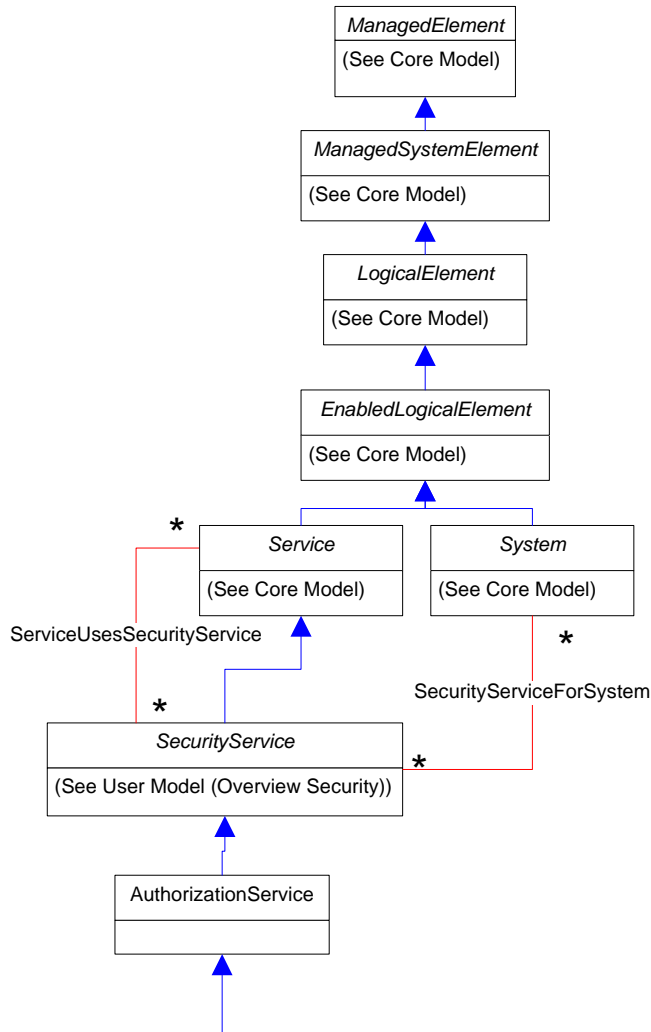 ManagedElement
(See Core Model)
ManagedSystemElement
(See Core Model)
LogicalElement
(See Core Model)
EnabledLogicalElement
(See Core Model)
*
Service
System
(See Core Model)
(See Core Model)
ServiceUsesSecurityService
*
SecurityServiceForSystem
*
SecurityService
*
(See User Model (Overview Security))
AuthorizationService